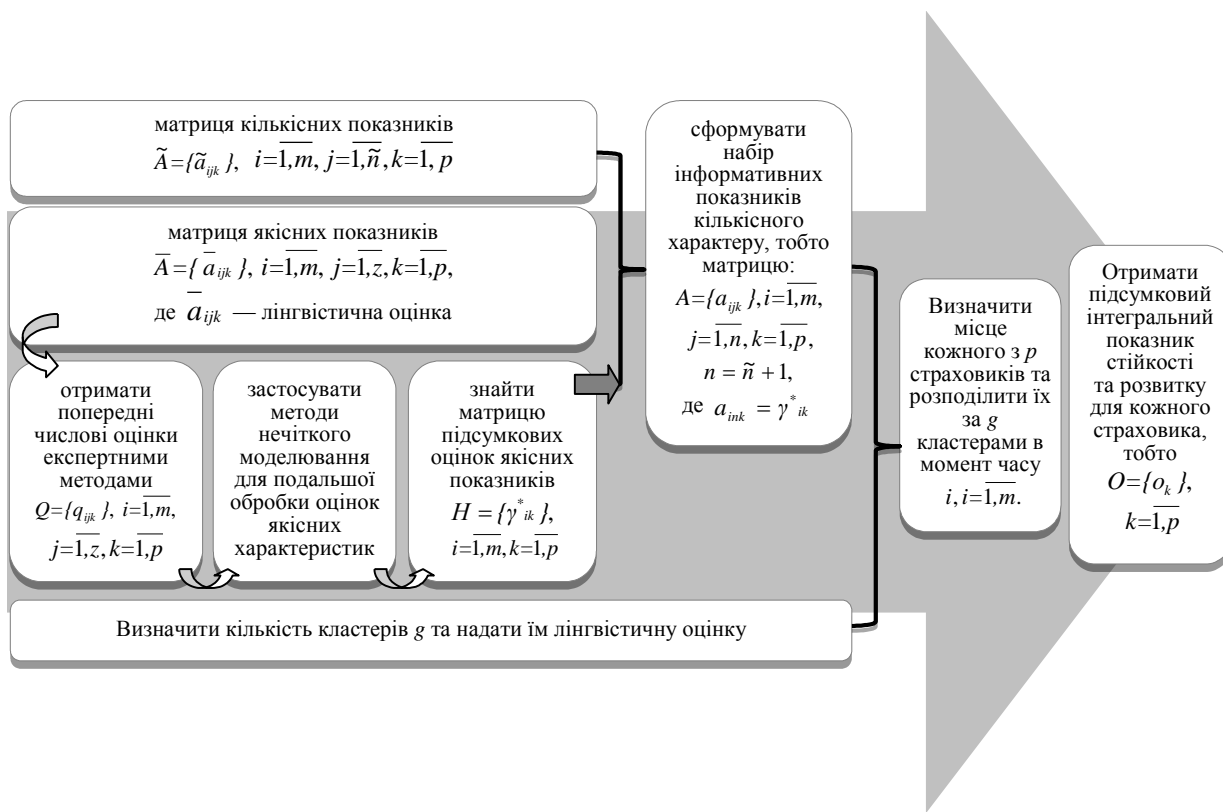 матриця кількісних показників
Ã={ã_ijk}, i=1,m̅, j=1,ñ̅, k=1,p̅
матриця якісних показників
A̅={a̅_ijk}, i=1,m̅, j=1,z̅, k=1,p̅,
де a̅_ijk — лінгвістична оцінка
отримати
попередні
числові оцінки
експертними
методами
Q={q_ijk}, i=1,m̅,
j=1,z̅, k=1,p̅
застосувати
методи
нечіткого
моделювання
для подальшої
обробки оцінок
якісних
характеристик
знайти
матрицю
підсумкових
оцінок якісних
показників
H = {γ*_ik},
i=1,m̅, k=1,p̅
сформувати
набір
інформативних
показників
кількісного
характеру, тобто
матрицю:
A={a_ijk}, i=1,m̅,
j=1,n̅, k=1,p̅,
n = ñ + 1,
де a_ink = γ*_ik
Визначити кількість кластерів g та надати їм лінгвістичну оцінку
Визначити
місце
кожного з p
страховиків та
розподілити їх
за g
кластерами в
момент часу
i, i=1,m̅.
Отримати
підсумковий
інтегральний
показник
стійкості
та розвитку
для кожного
страховика,
тобто
O={o_k},
k=1,p̅